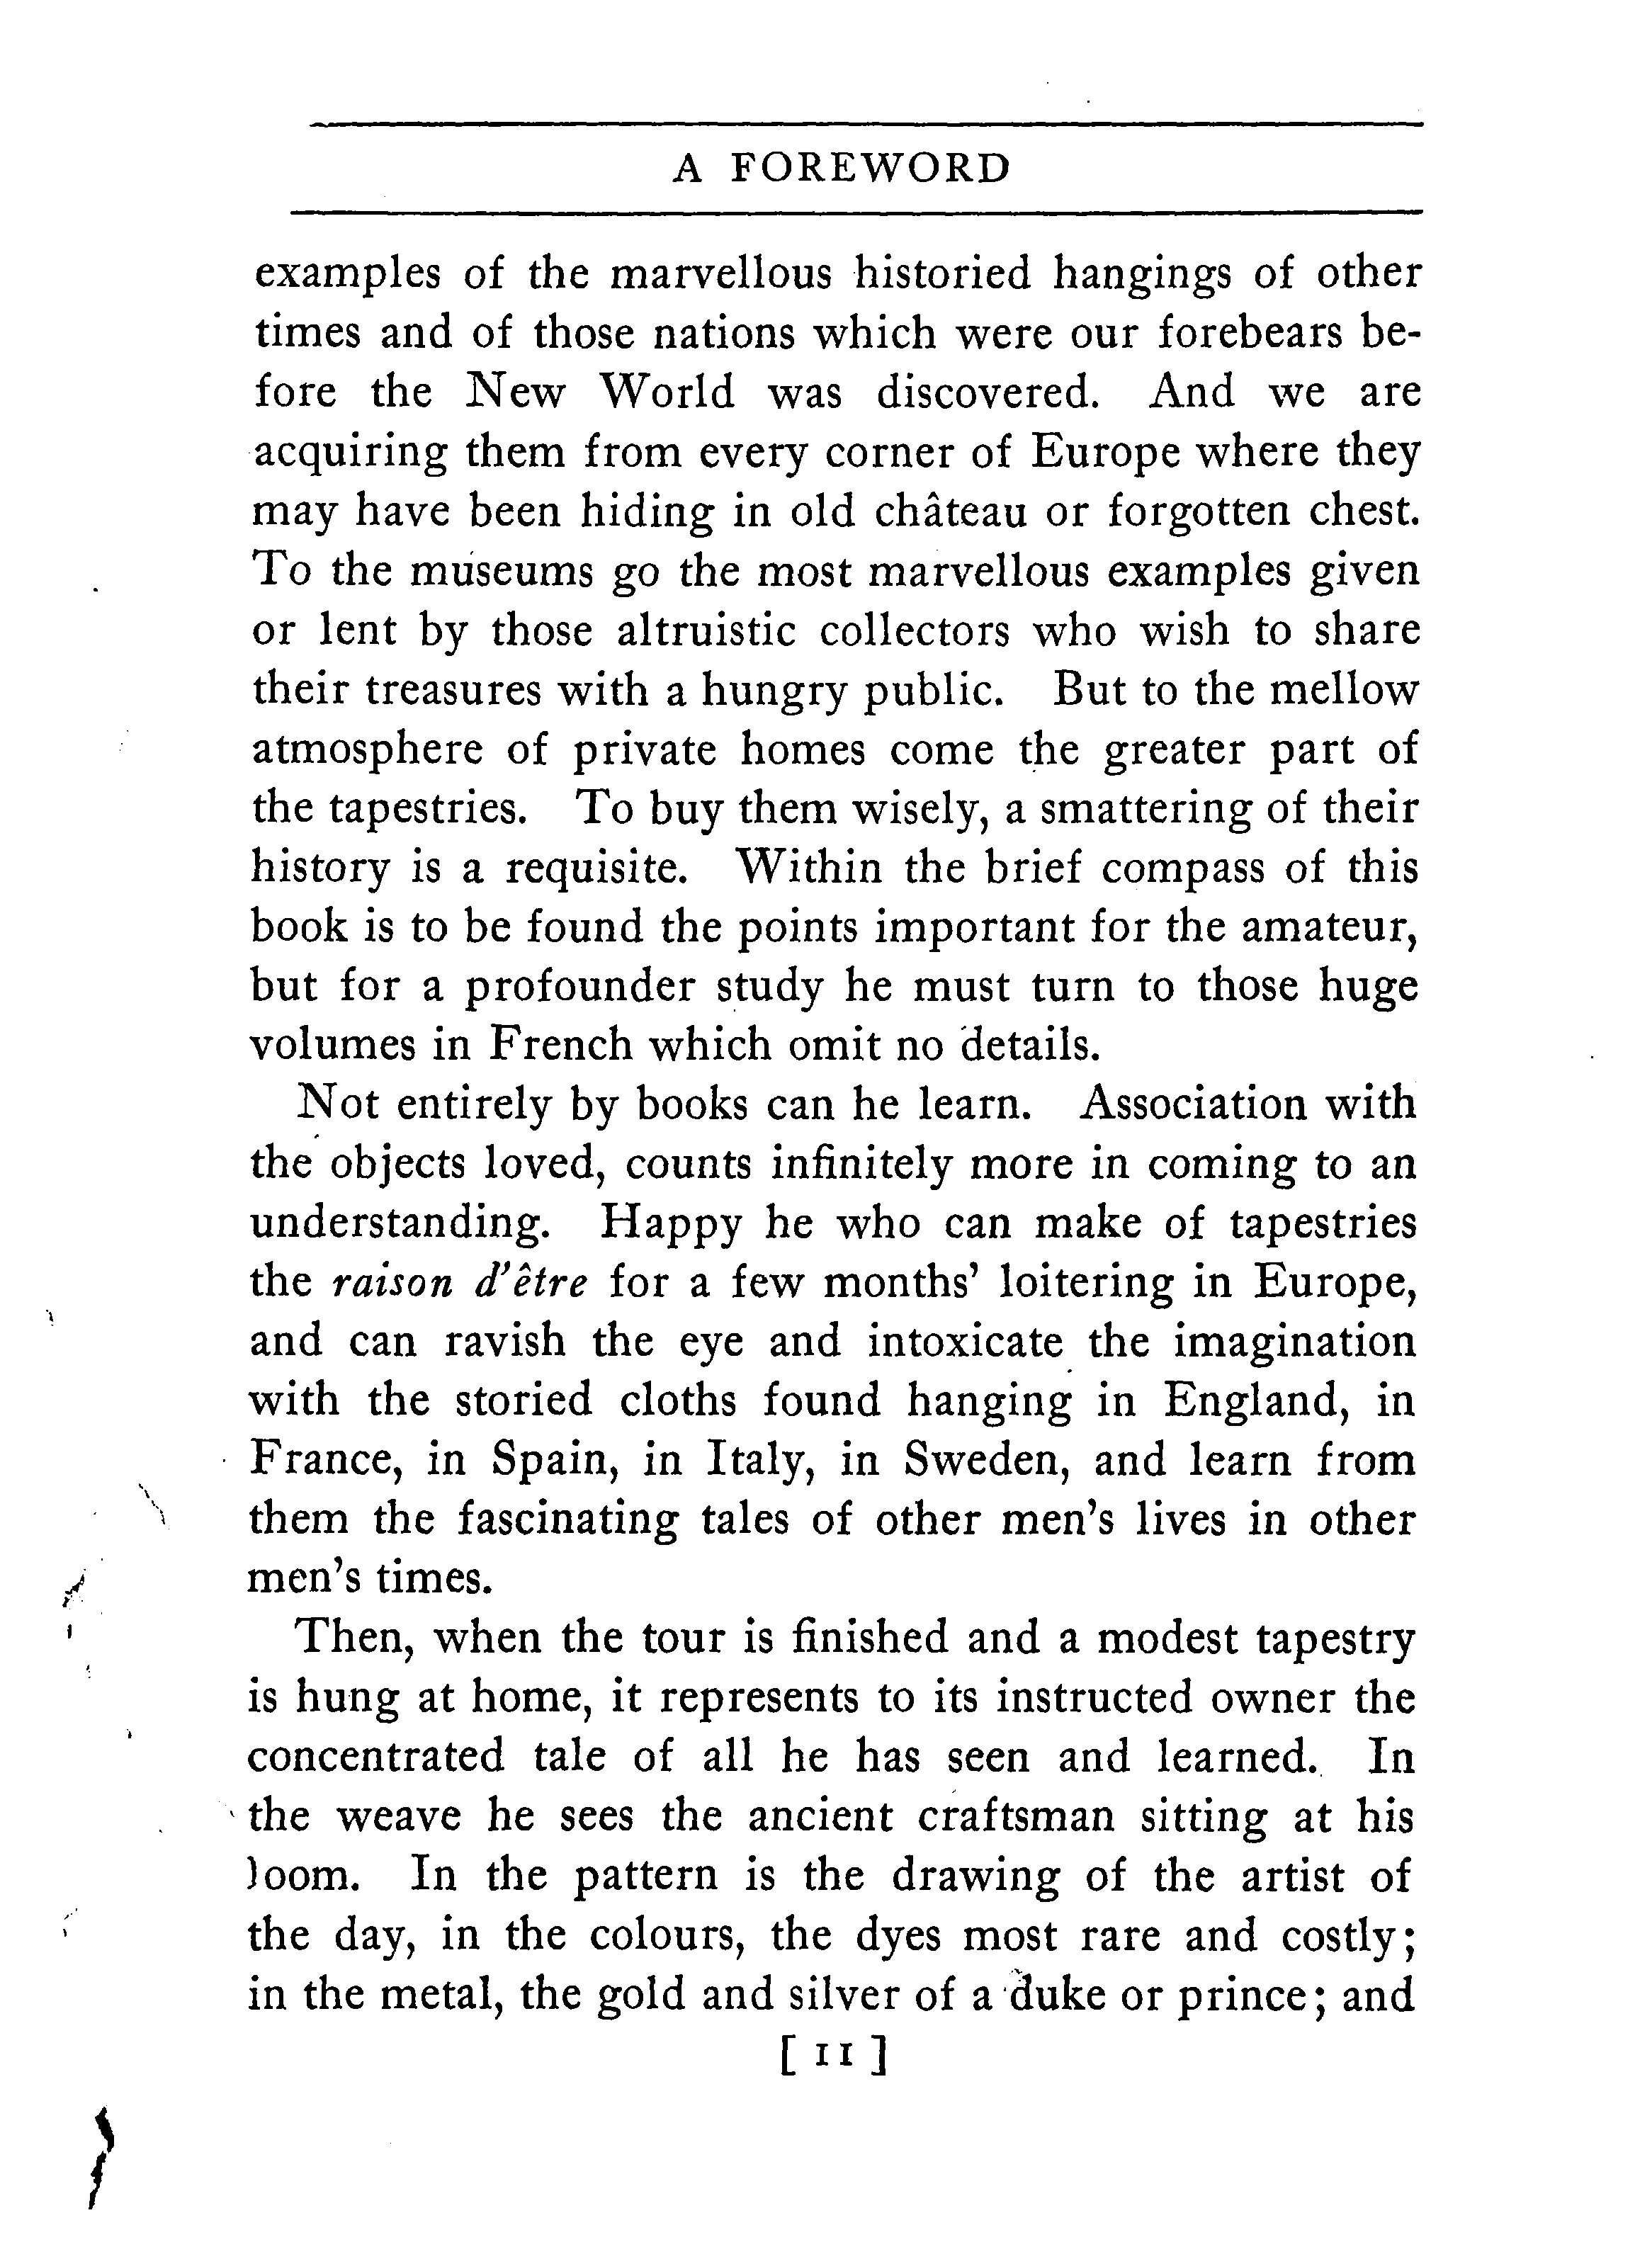 A FOREWORD
examples of the marvellous historied hangings of other
times and of those nations which were our forebears be-
fore the New World was discovered. And we are
acquiring them from every corner of Europe where they
may have been hiding in old château or forgotten chest.
To the museums go the most marvellous examples given
or lent by those altruistic collectors who wish to share
their treasures with a hungry public. But to the mellow
atmosphere of private homes come the greater part of
the tapestries. To buy them wisely, a smattering of their
history is a requisite. Within the brief compass of this
book is to be found the points important for the amateur,
but for a profounder study he must turn to those huge
volumes in French which omit no details.
Not entirely by books can he learn. Association with
the objects loved, counts infinitely more in coming to an
understanding. Happy he who can make of tapestries
the raison d'être for a few months' loitering in Europe,
and can ravish the eye and intoxicate the imagination
with the storied cloths found hanging in England, in
France, in Spain, in Italy, in Sweden, and learn from
them the fascinating tales of other men's lives in other
men's times.
Then, when the tour is finished and a modest tapestry
is hung at home, it represents to its instructed owner the
concentrated tale of all he has seen and learned. In
the weave he sees the ancient craftsman sitting at his
loom. In the pattern is the drawing of the artist of
the day, in the colours, the dyes most rare and costly;
in the metal, the gold and silver of a duke or prince; and
[ 11 ]